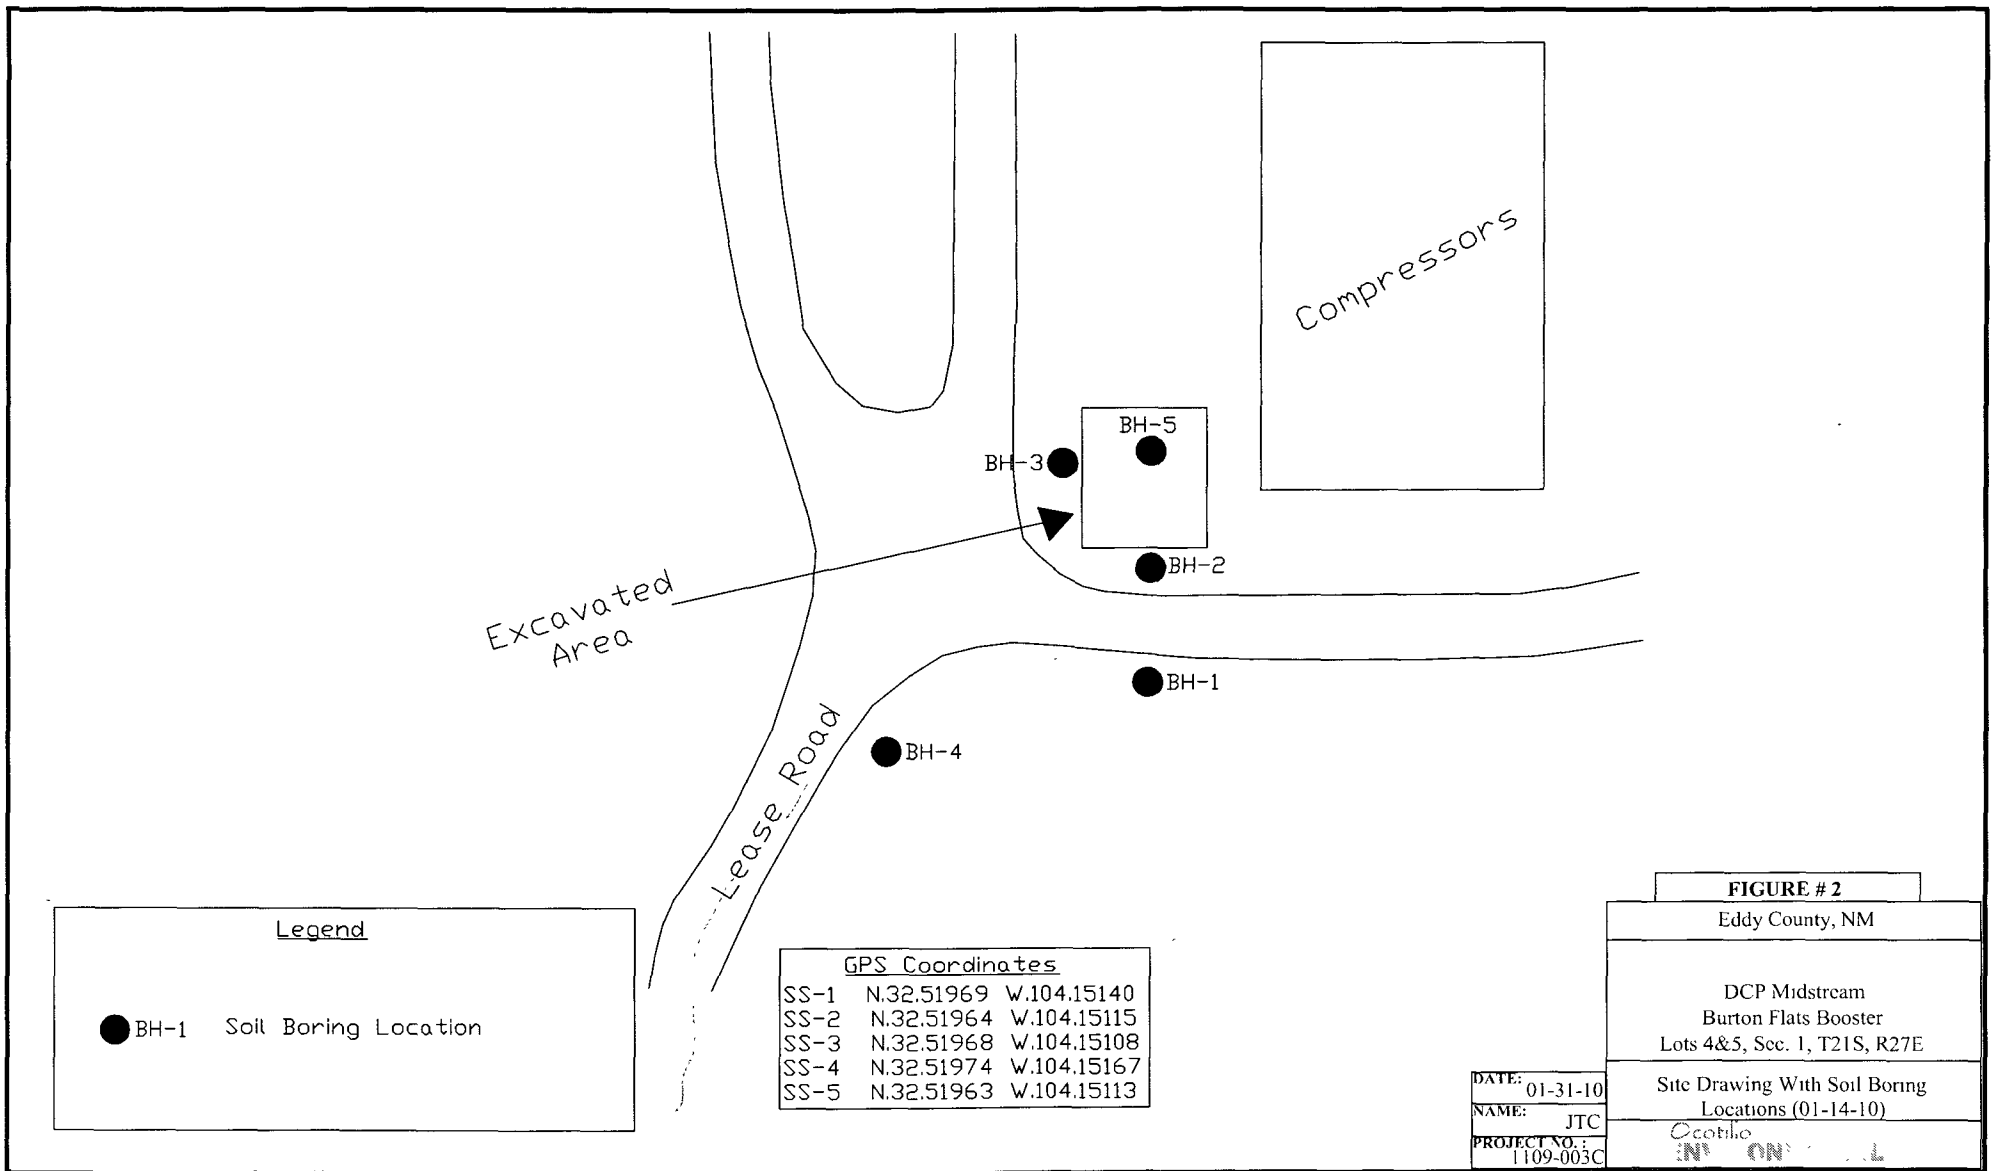 Compressors
BH-5
BH-3
BH-2
Excavated
Area
BH-1
BH-4
Lease Road
Legend
BH-1 Soil Boring Location
GPS Coordinates
SS-1 N.32.51969 W.104.15140
SS-2 N.32.51964 W.104.15115
SS-3 N.32.51968 W.104.15108
SS-4 N.32.51974 W.104.15167
SS-5 N.32.51963 W.104.15113
FIGURE # 2
Eddy County, NM
DCP Midstream
Burton Flats Booster
Lots 4&5, Sec. 1, T21S, R27E
DATE: 01-31-10
NAME: JTC
PROJECT NO.: 1109-003C
Site Drawing With Soil Boring
Locations (01-14-10)
Ocotillo